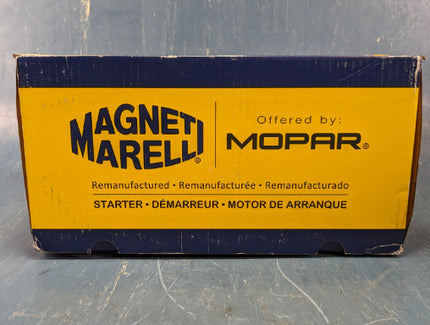 MAGNETI
MARELLI®
Offered by:
MOPAR®
Remanufactured • Remanufacturée • Remanufacturado
STARTER • DÉMARREUR • MOTOR DE ARRANQUE